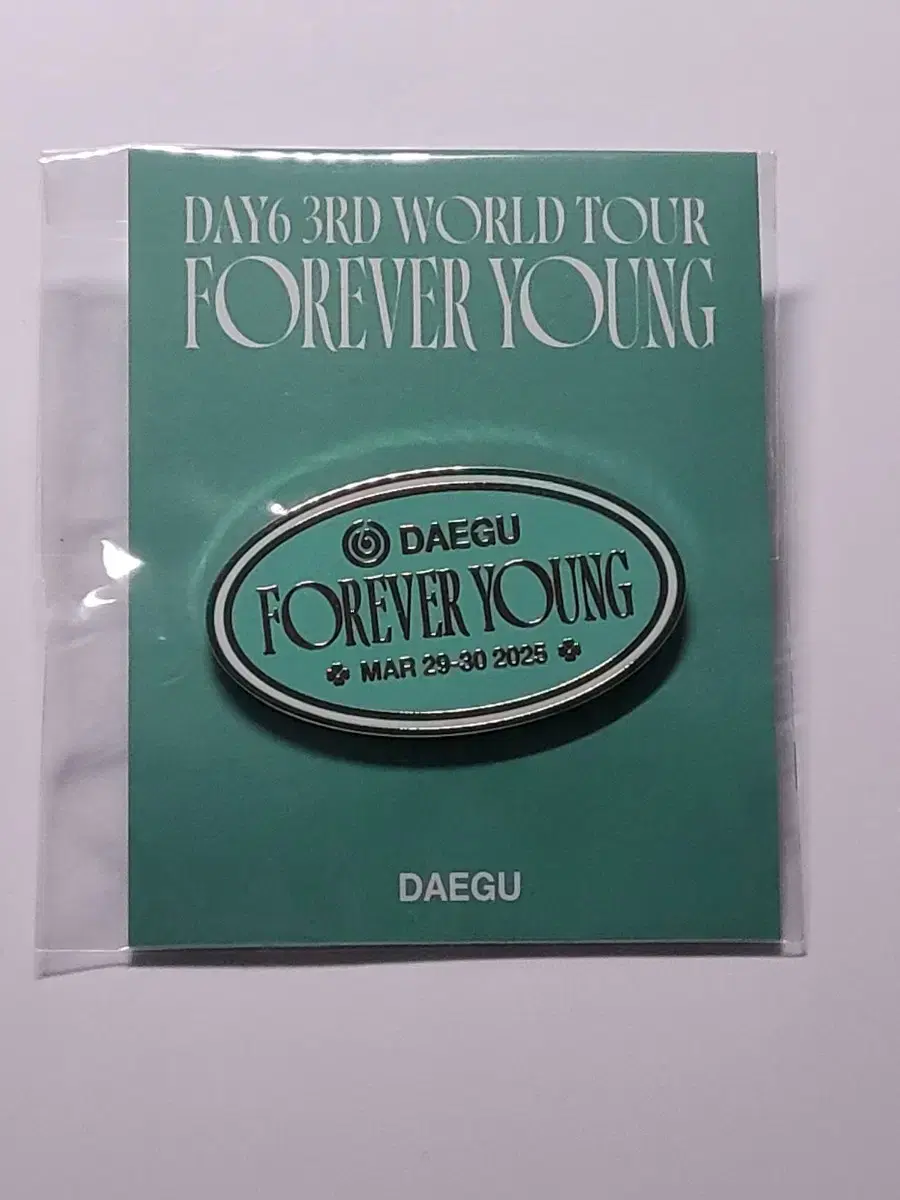 DAY6 3RD WORLD TOUR
FOREVER YOUNG
DAEGU
FOREVER YOUNG
MAR 29-30 2025
DAEGU